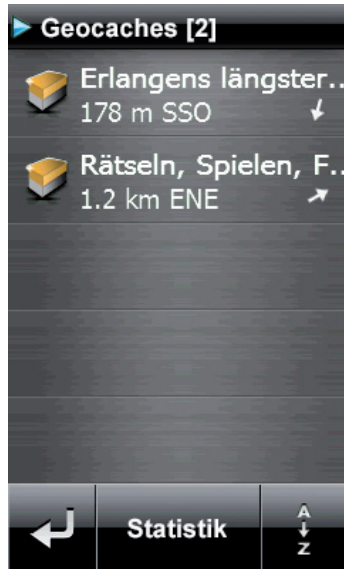 Geocaches [2]
Erlangens längster..
178 m SSO
Rätseln, Spielen, F..
1.2 km ENE
Statistik
A
Z